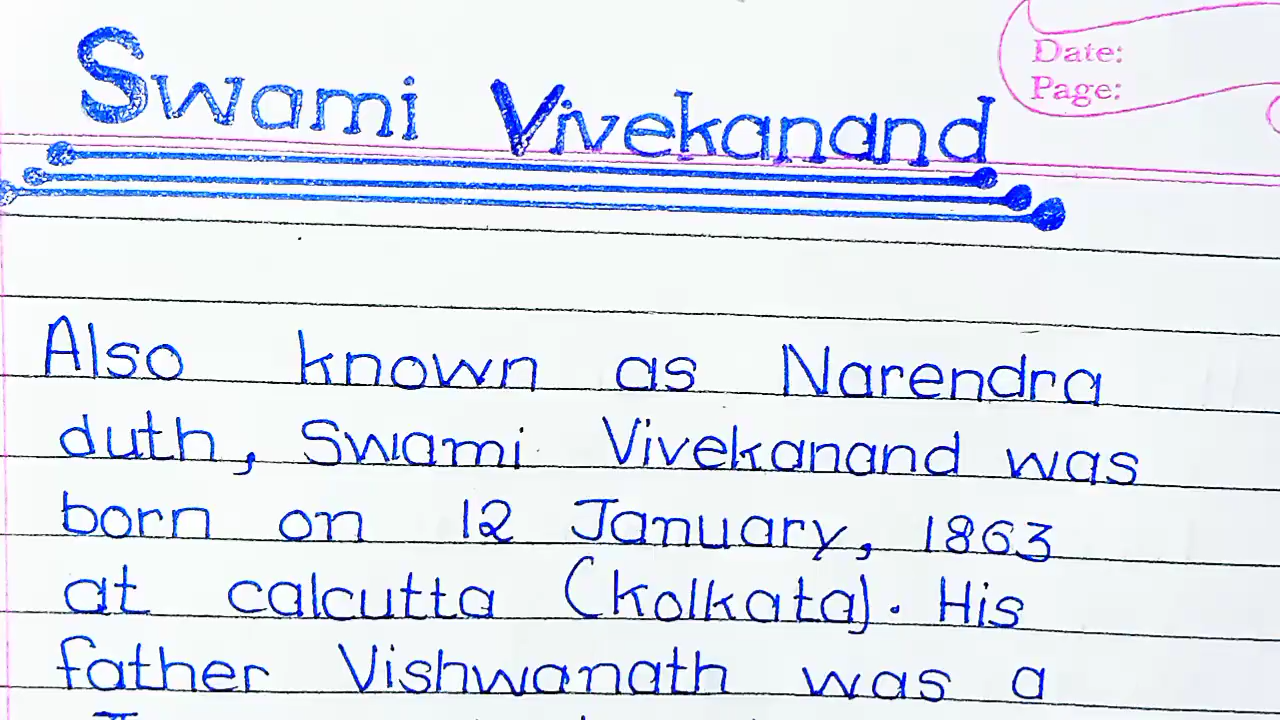 Date:
Page:
Swami Vivekanand
Also known as Narendra
duth, Swami Vivekanand was
born on 12 January, 1863
at calcutta (Kolkata). His
father Vishwanath was a